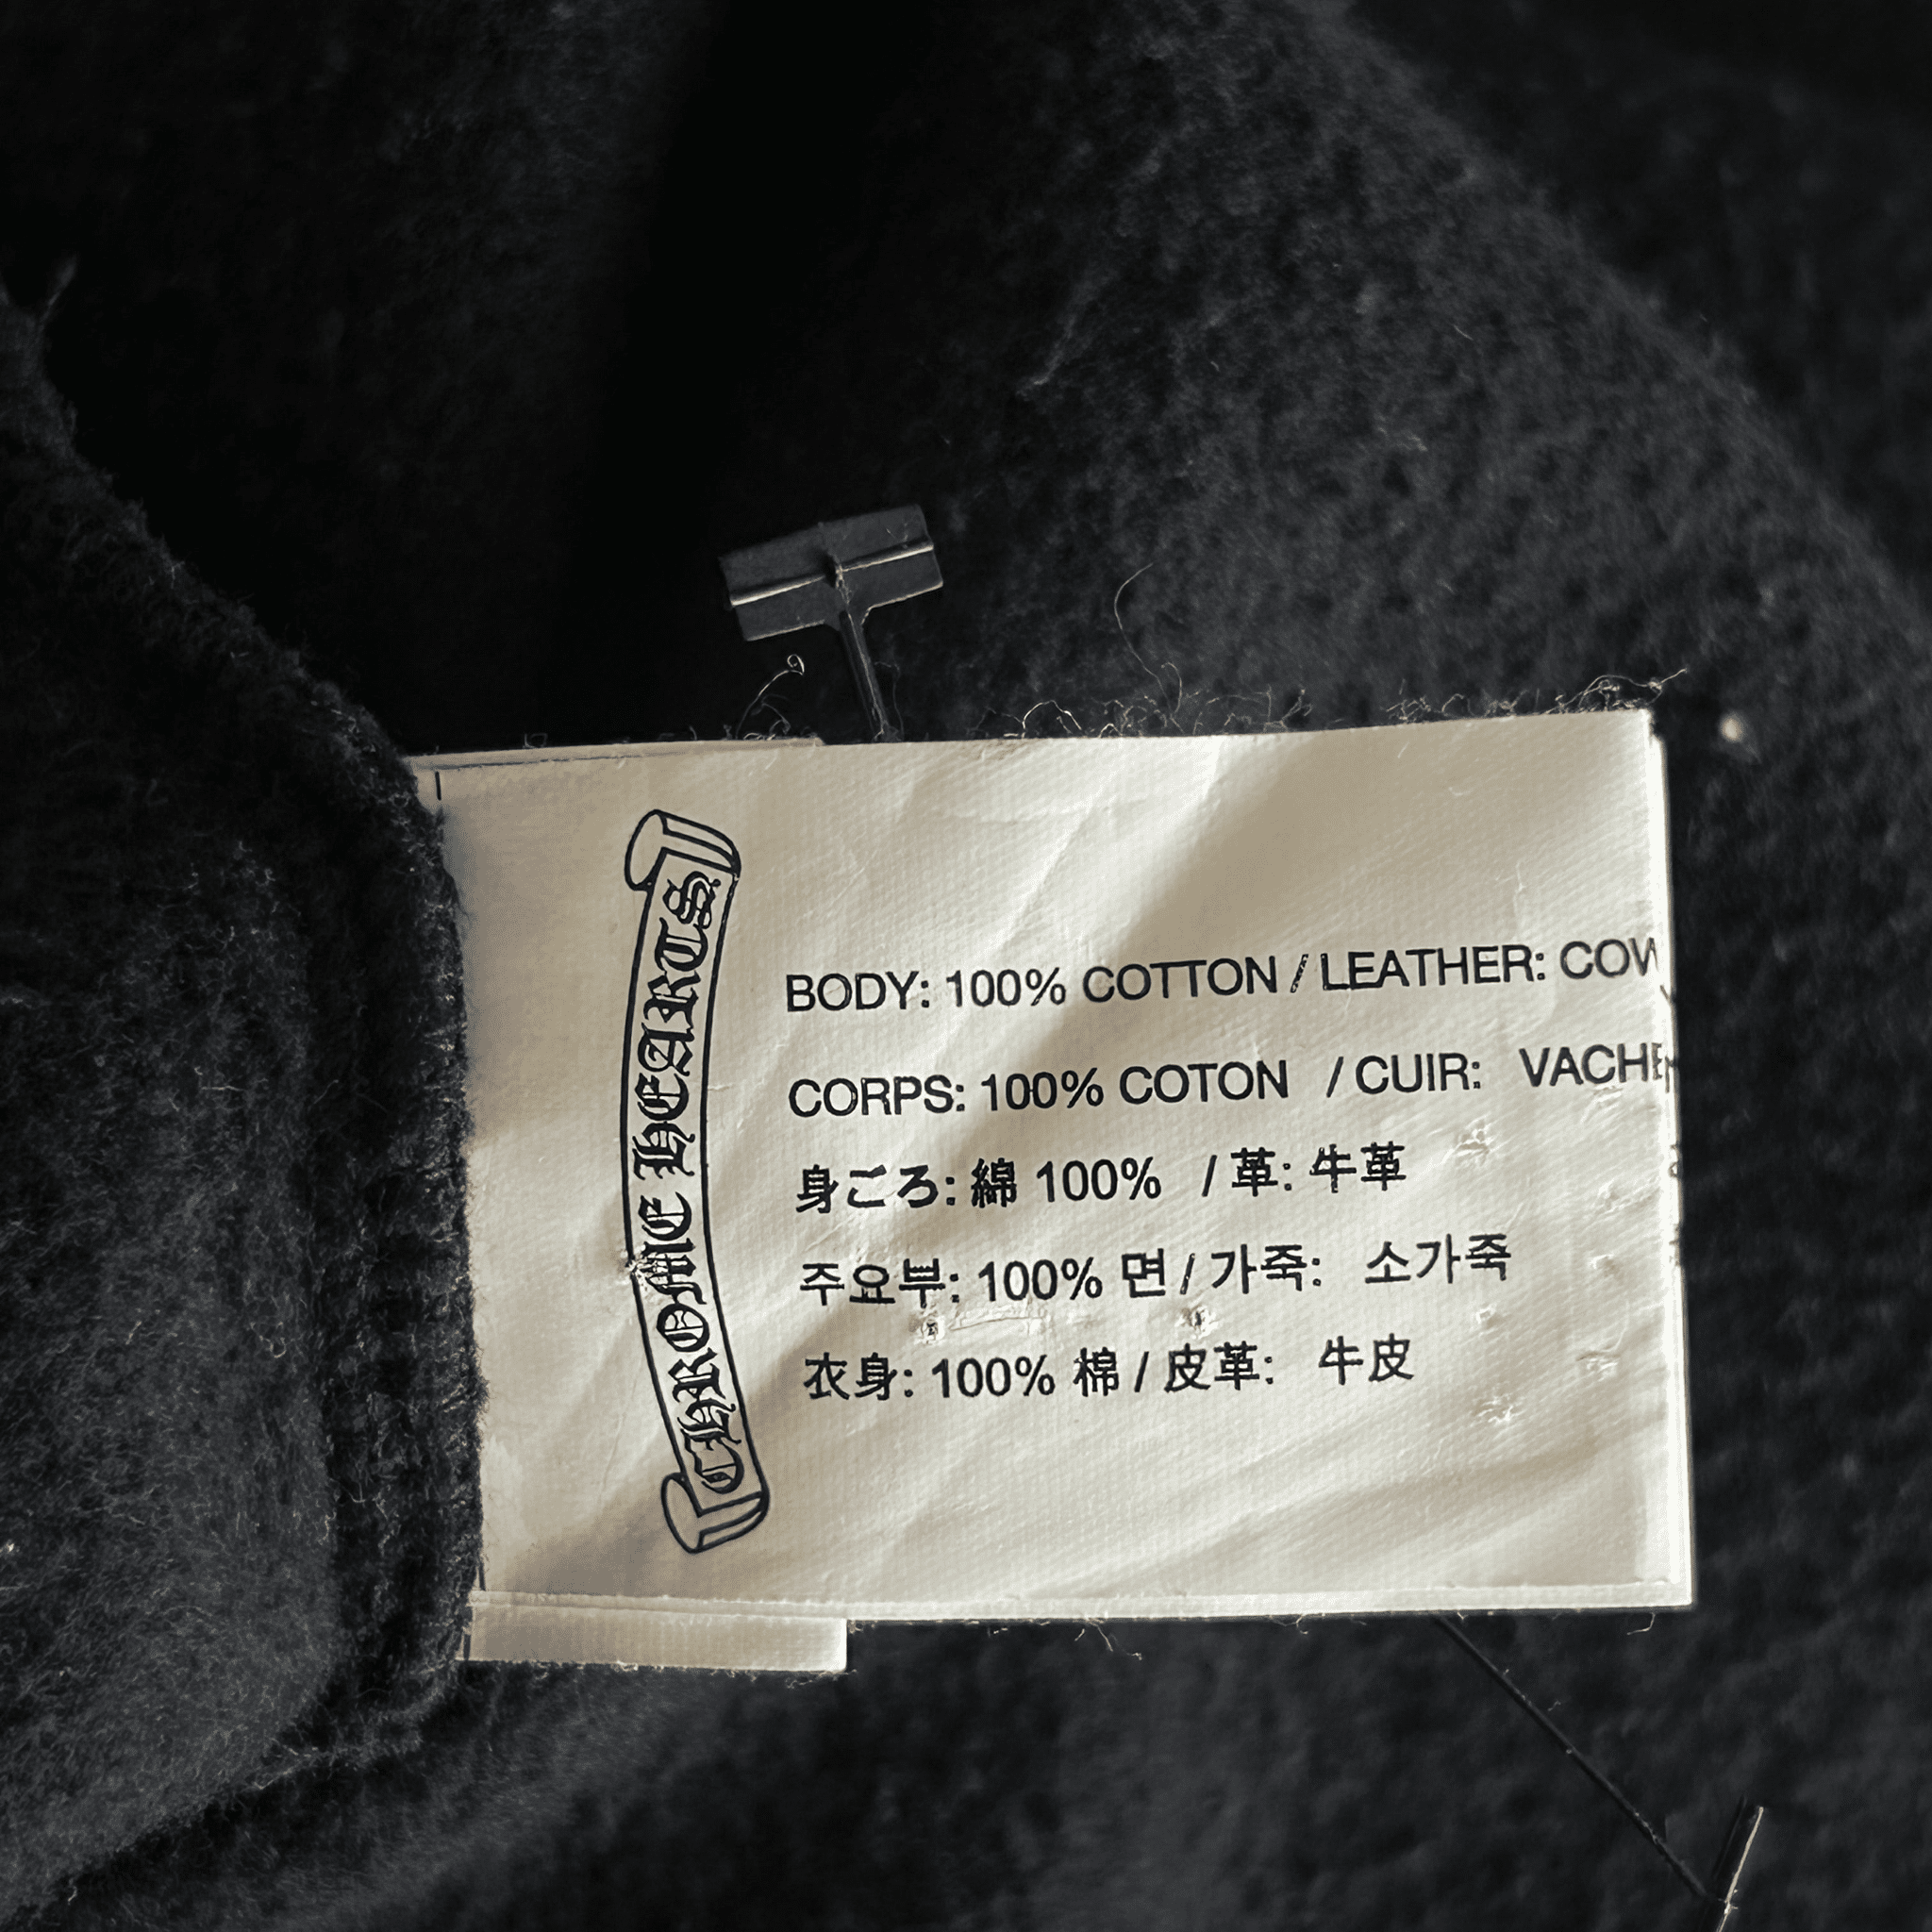 CHROME HEARTS
BODY: 100% COTTON / LEATHER: COW
CORPS: 100% COTON / CUIR: VACHE
身ごろ: 綿 100% / 革: 牛革
주요부: 100% 면 / 가죽: 소가죽
衣身: 100% 棉 / 皮革: 牛皮